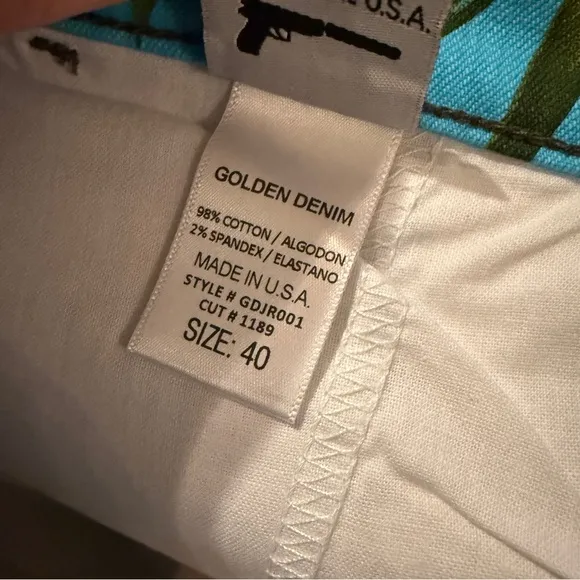 U.S.A.
GOLDEN DENIM
98% COTTON / ALGODON
2% SPANDEX / ELASTANO
MADE IN U.S.A.
STYLE # GDJR001
CUT # 1189
SIZE: 40